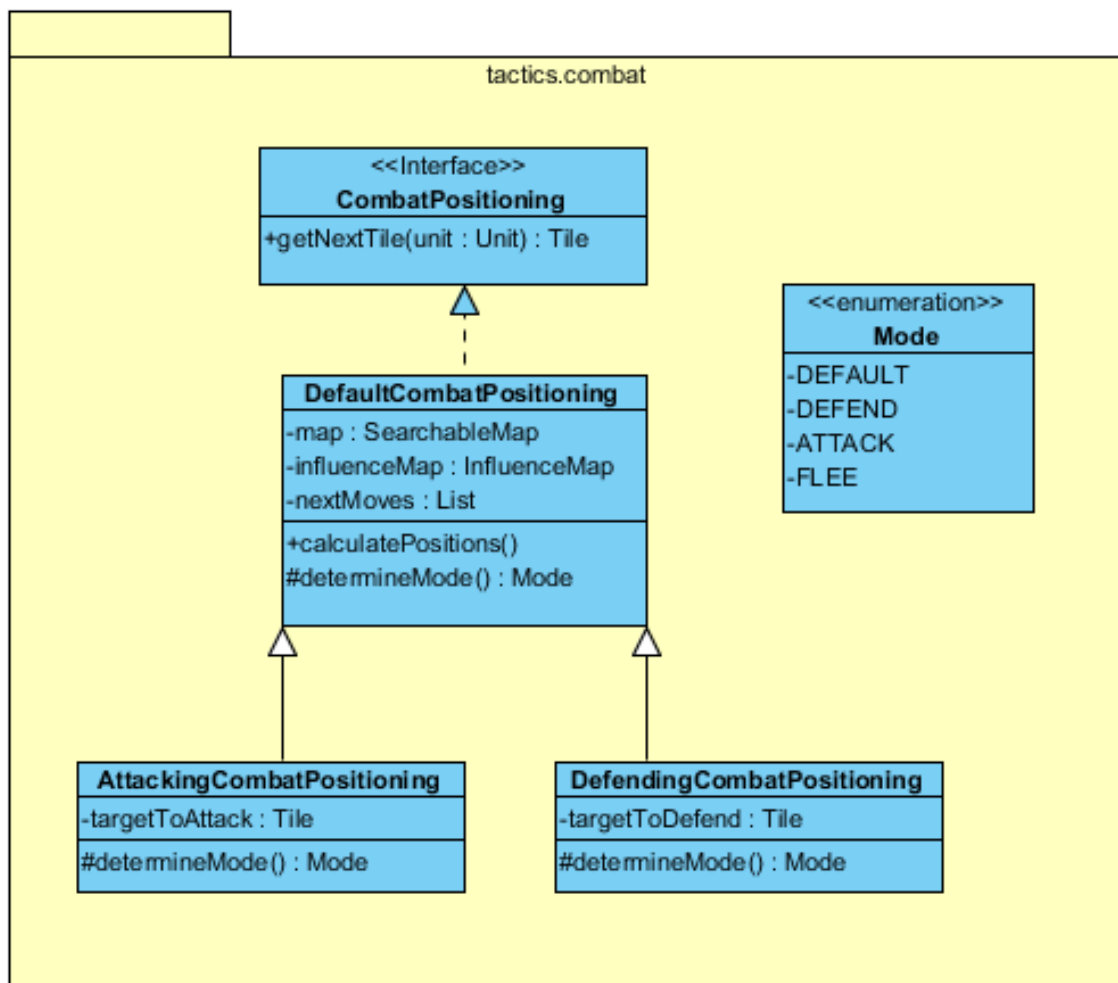 tactics.combat
<<Interface>>
CombatPositioning
+getNextTile(unit : Unit) : Tile
<<enumeration>>
Mode
-DEFAULT
-DEFEND
-ATTACK
-FLEE
DefaultCombatPositioning
-map : SearchableMap
-influenceMap : InfluenceMap
-nextMoves : List
+calculatePositions()
#determineMode() : Mode
AttackingCombatPositioning
-targetToAttack : Tile
#determineMode() : Mode
DefendingCombatPositioning
-targetToDefend : Tile
#determineMode() : Mode